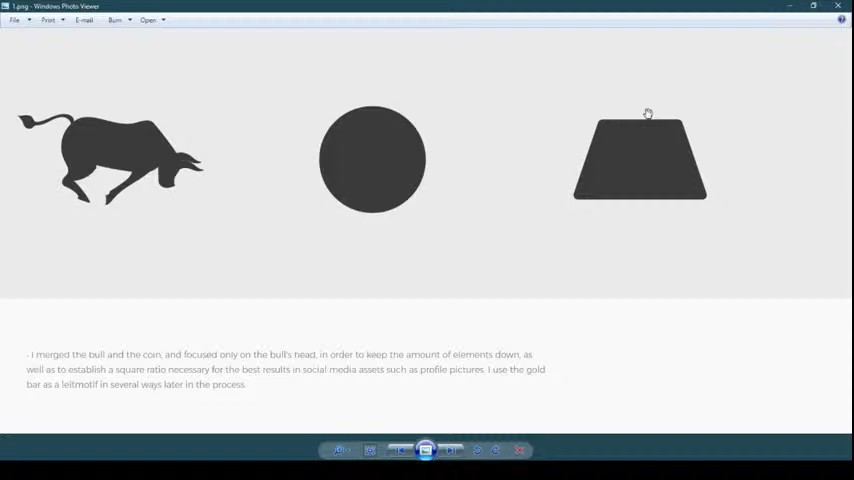 1.png - Windows Photo Viewer
File Print E-mail Burn Open
- I merged the bull and the coin, and focused only on the bull's head, in order to keep the amount of elements down, as
well as to establish a square ratio necessary for the best results in social media assets such as profile pictures. I use the gold
bar as a leitmotif in several ways later in the process.